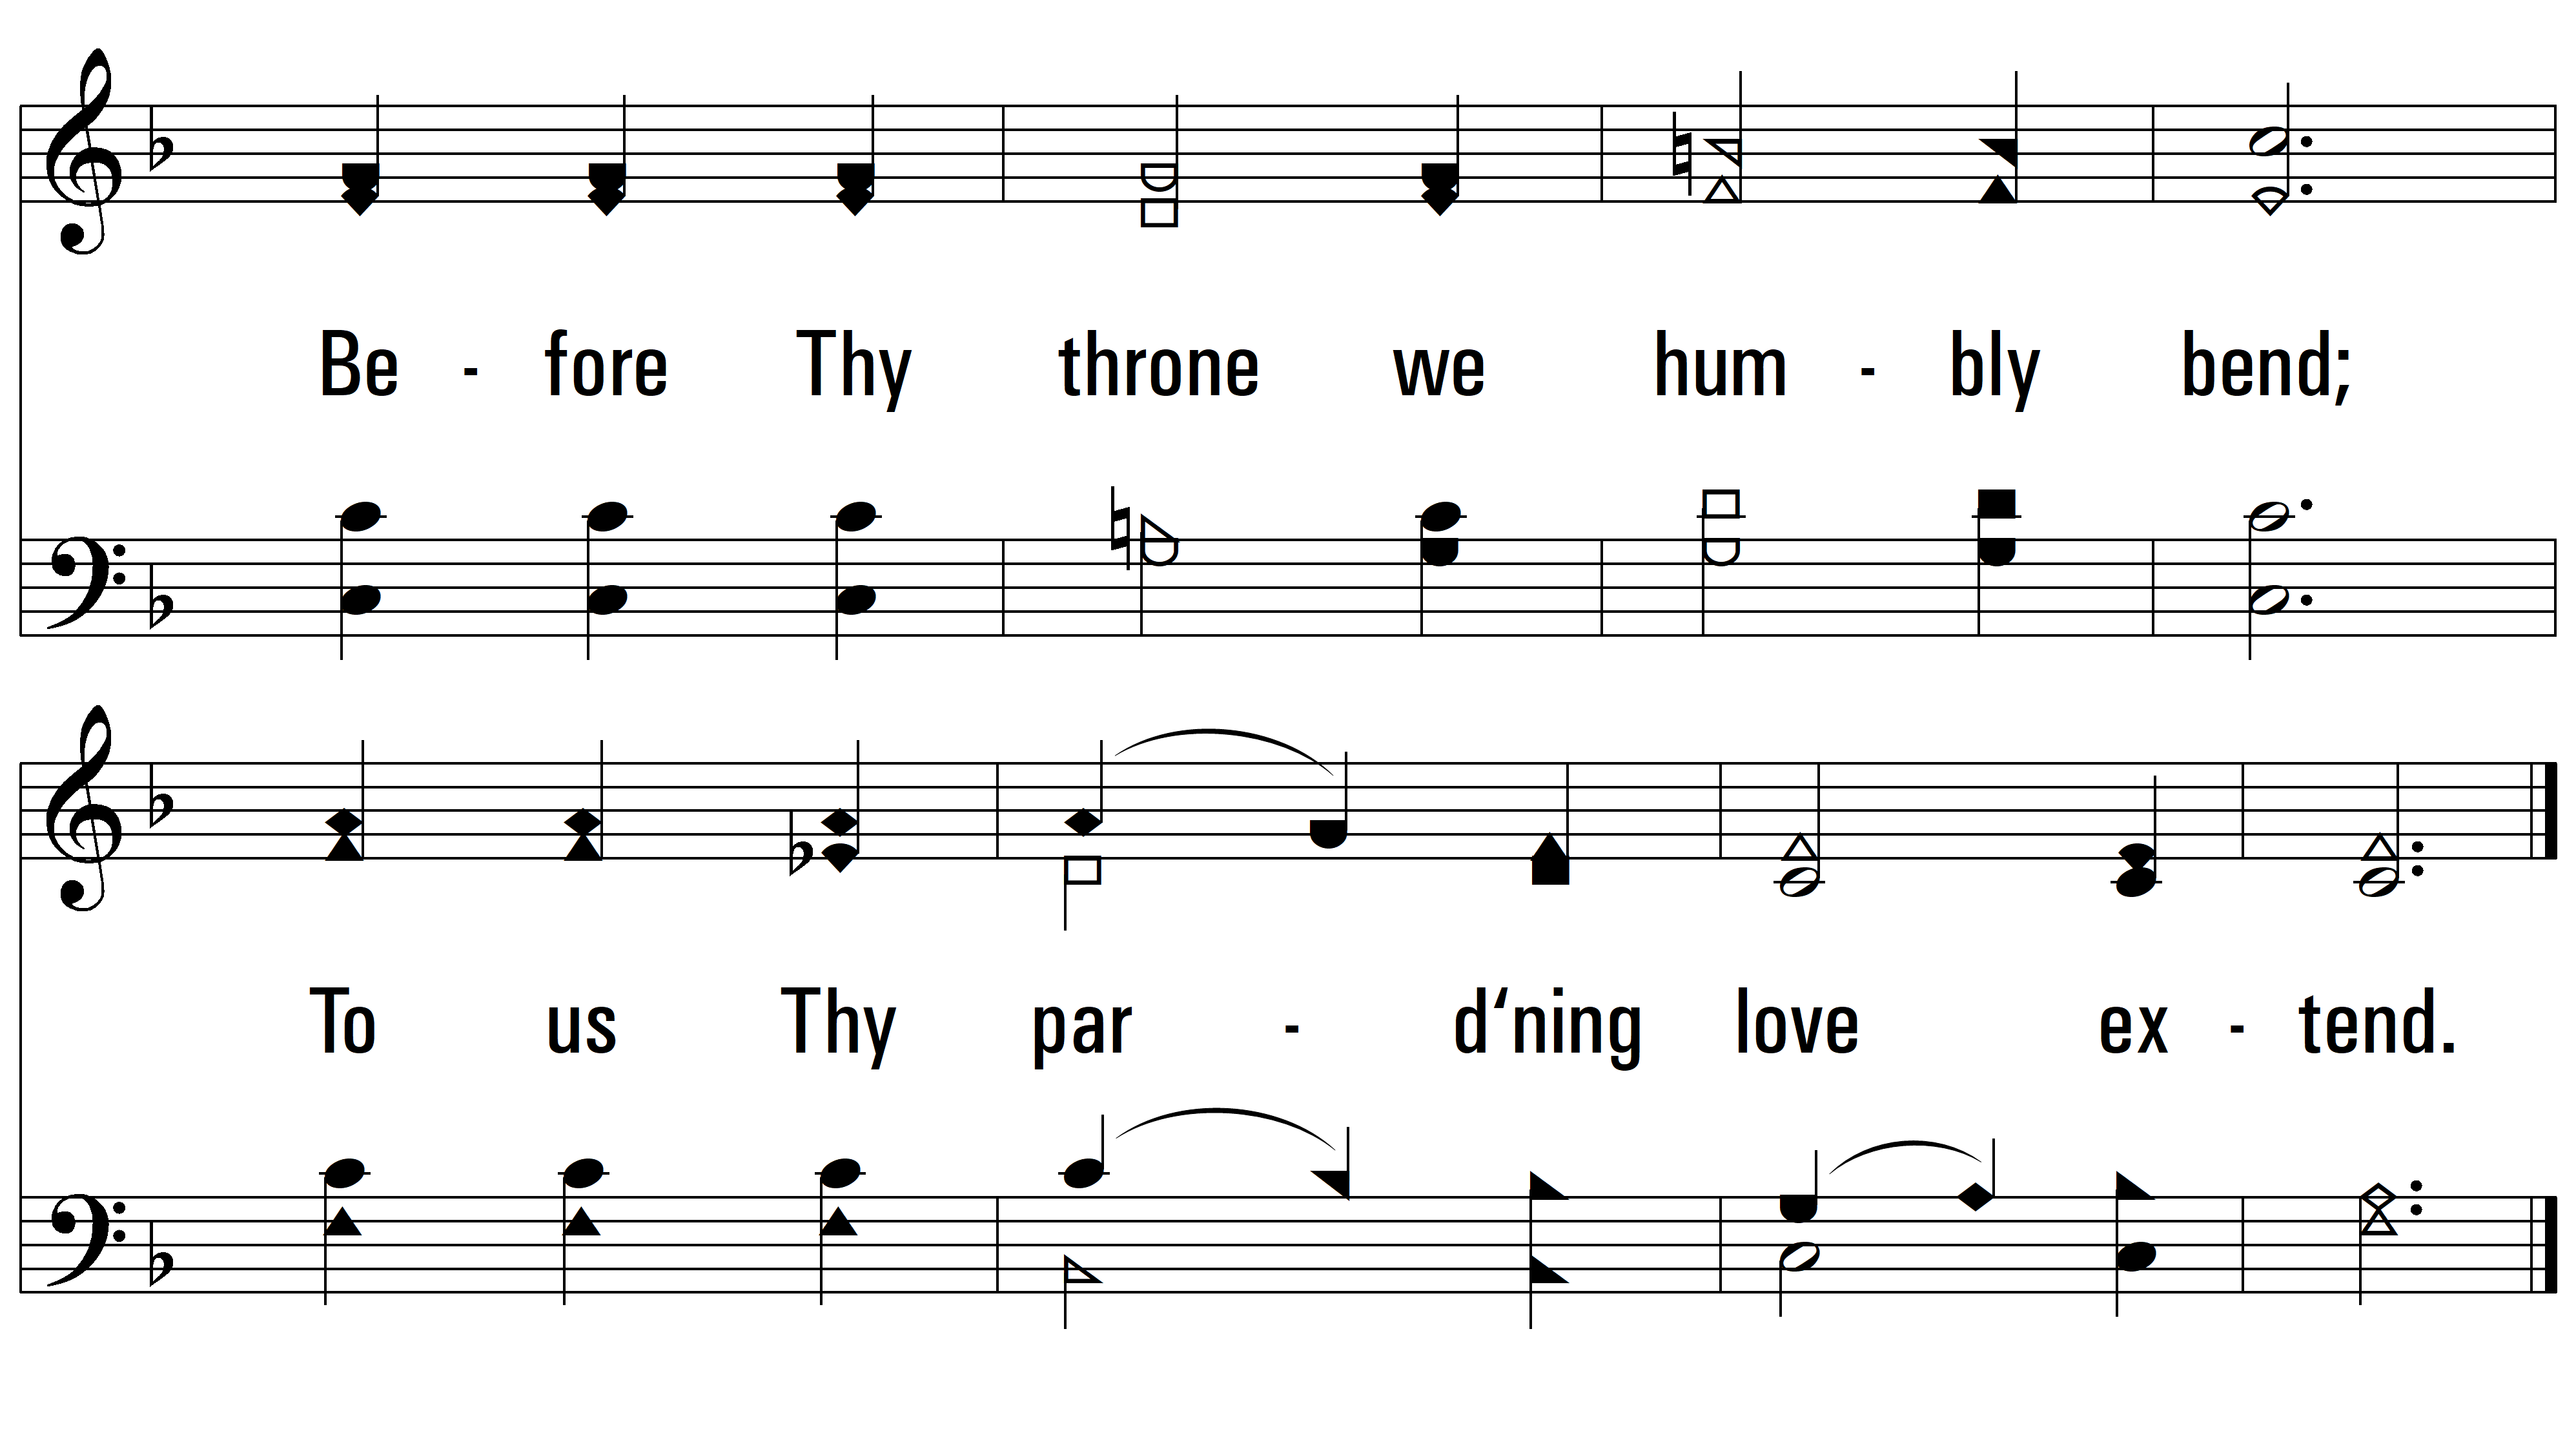 Be - fore Thy throne we hum - bly bend;
To us Thy par - d‘ning love ex - tend.